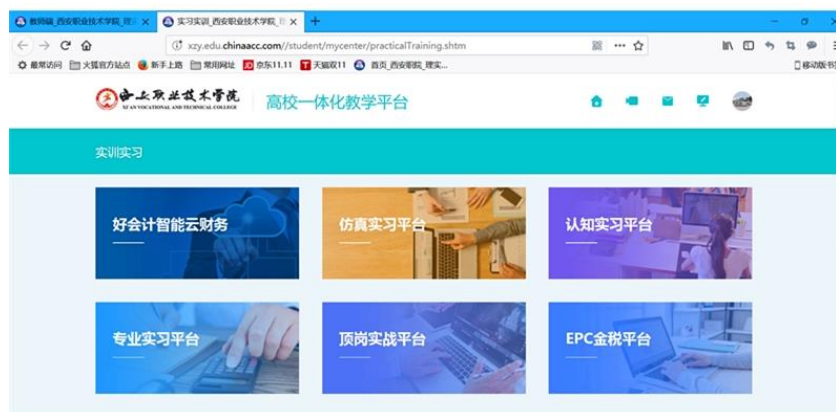 教师端_西安职业技术学院_理
实习实训_西安职业技术学院_
xzy.edu.chinaacc.com//student/mycenter/practicalTraining.shtm
最常访问 火狐官方站点 新手上路 常用网址 京东11.11 天猫双11 首页_西安职院_理实... 移动版书
西安职业技术学院
XI'AN VOCATIONAL AND TECHNICAL COLLEGE
高校一体化教学平台
实训实习
好会计智能云财务
仿真实习平台
认知实习平台
专业实习平台
顶岗实战平台
EPC金税平台